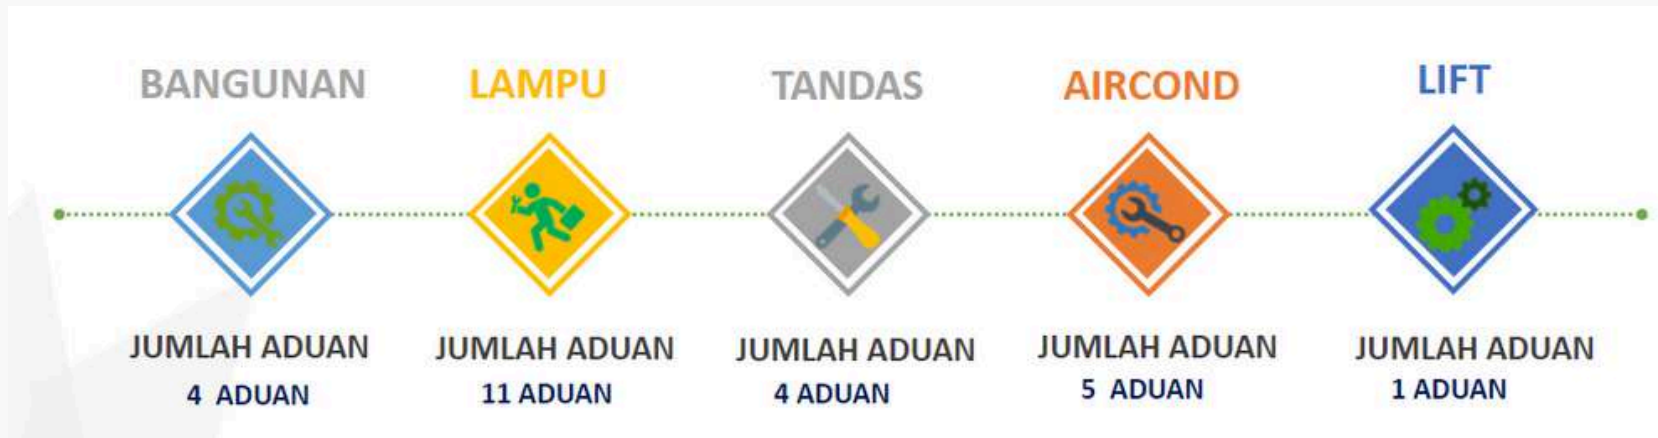 BANGUNAN
LAMPU
TANDAS
AIRCOND
LIFT
JUMLAH ADUAN
4 ADUAN
JUMLAH ADUAN
11 ADUAN
JUMLAH ADUAN
4 ADUAN
JUMLAH ADUAN
5 ADUAN
JUMLAH ADUAN
1 ADUAN